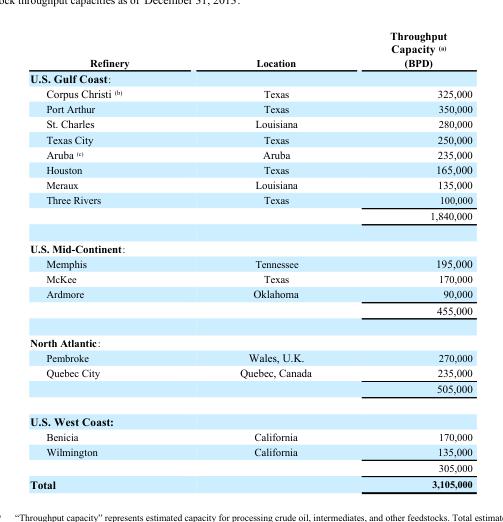 ock throughput capacities as of December 31, 2013:
Throughput
Capacity (a)
Refinery Location (BPD)
U.S. Gulf Coast:
Corpus Christi (b) Texas 325,000
Port Arthur Texas 350,000
St. Charles Louisiana 280,000
Texas City Texas 250,000
Aruba (c) Aruba 235,000
Houston Texas 165,000
Meraux Louisiana 135,000
Three Rivers Texas 100,000
1,840,000
U.S. Mid-Continent:
Memphis Tennessee 195,000
McKee Texas 170,000
Ardmore Oklahoma 90,000
455,000
North Atlantic:
Pembroke Wales, U.K. 270,000
Quebec City Quebec, Canada 235,000
505,000
U.S. West Coast:
Benicia California 170,000
Wilmington California 135,000
305,000
Total 3,105,000
“Throughput capacity” represents estimated capacity for processing crude oil, intermediates, and other feedstocks. Total estimate